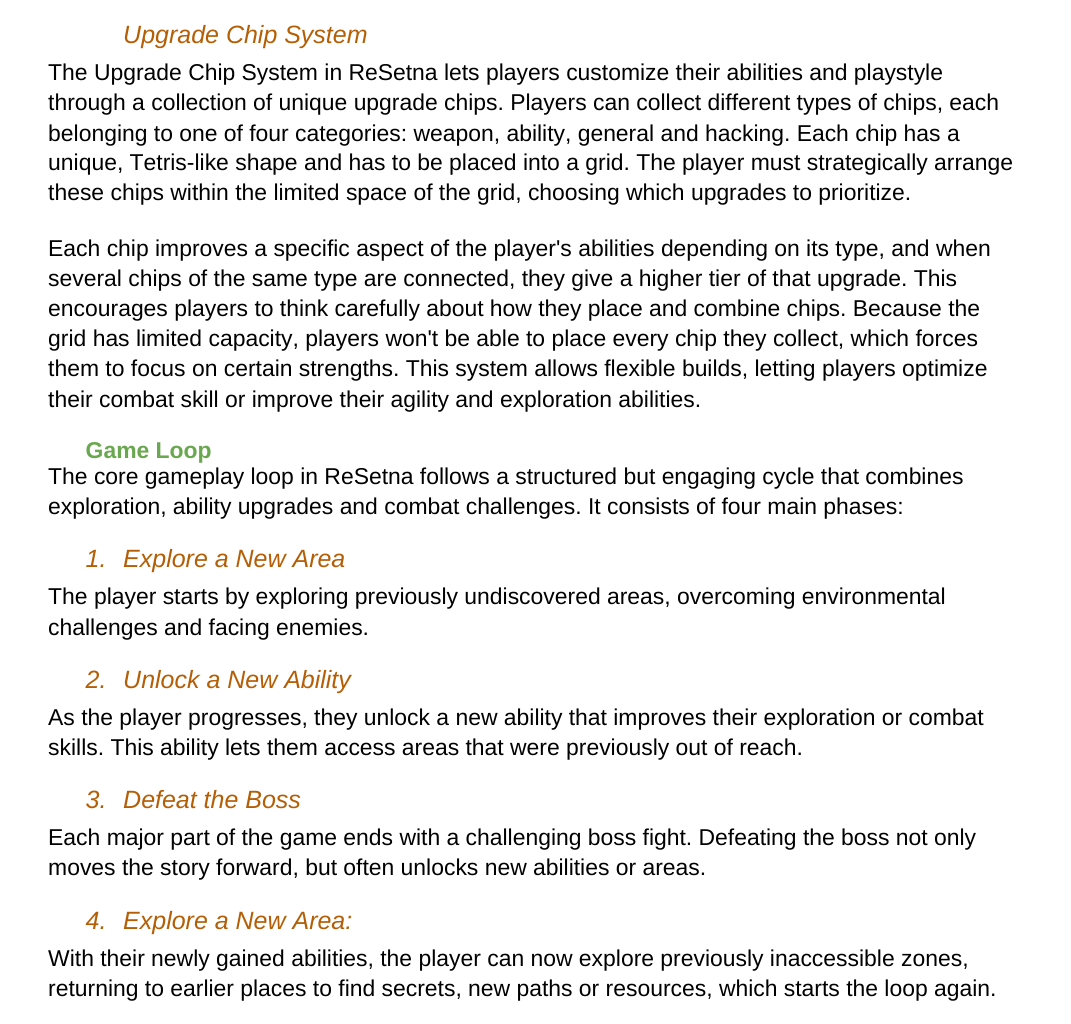 Upgrade Chip System
The Upgrade Chip System in ReSetna lets players customize their abilities and playstyle
through a collection of unique upgrade chips. Players can collect different types of chips, each
belonging to one of four categories: weapon, ability, general and hacking. Each chip has a
unique, Tetris-like shape and has to be placed into a grid. The player must strategically arrange
these chips within the limited space of the grid, choosing which upgrades to prioritize.
Each chip improves a specific aspect of the player's abilities depending on its type, and when
several chips of the same type are connected, they give a higher tier of that upgrade. This
encourages players to think carefully about how they place and combine chips. Because the
grid has limited capacity, players won't be able to place every chip they collect, which forces
them to focus on certain strengths. This system allows flexible builds, letting players optimize
their combat skill or improve their agility and exploration abilities.
Game Loop
The core gameplay loop in ReSetna follows a structured but engaging cycle that combines
exploration, ability upgrades and combat challenges. It consists of four main phases:
1. Explore a New Area
The player starts by exploring previously undiscovered areas, overcoming environmental
challenges and facing enemies.
2. Unlock a New Ability
As the player progresses, they unlock a new ability that improves their exploration or combat
skills. This ability lets them access areas that were previously out of reach.
3. Defeat the Boss
Each major part of the game ends with a challenging boss fight. Defeating the boss not only
moves the story forward, but often unlocks new abilities or areas.
4. Explore a New Area:
With their newly gained abilities, the player can now explore previously inaccessible zones,
returning to earlier places to find secrets, new paths or resources, which starts the loop again.